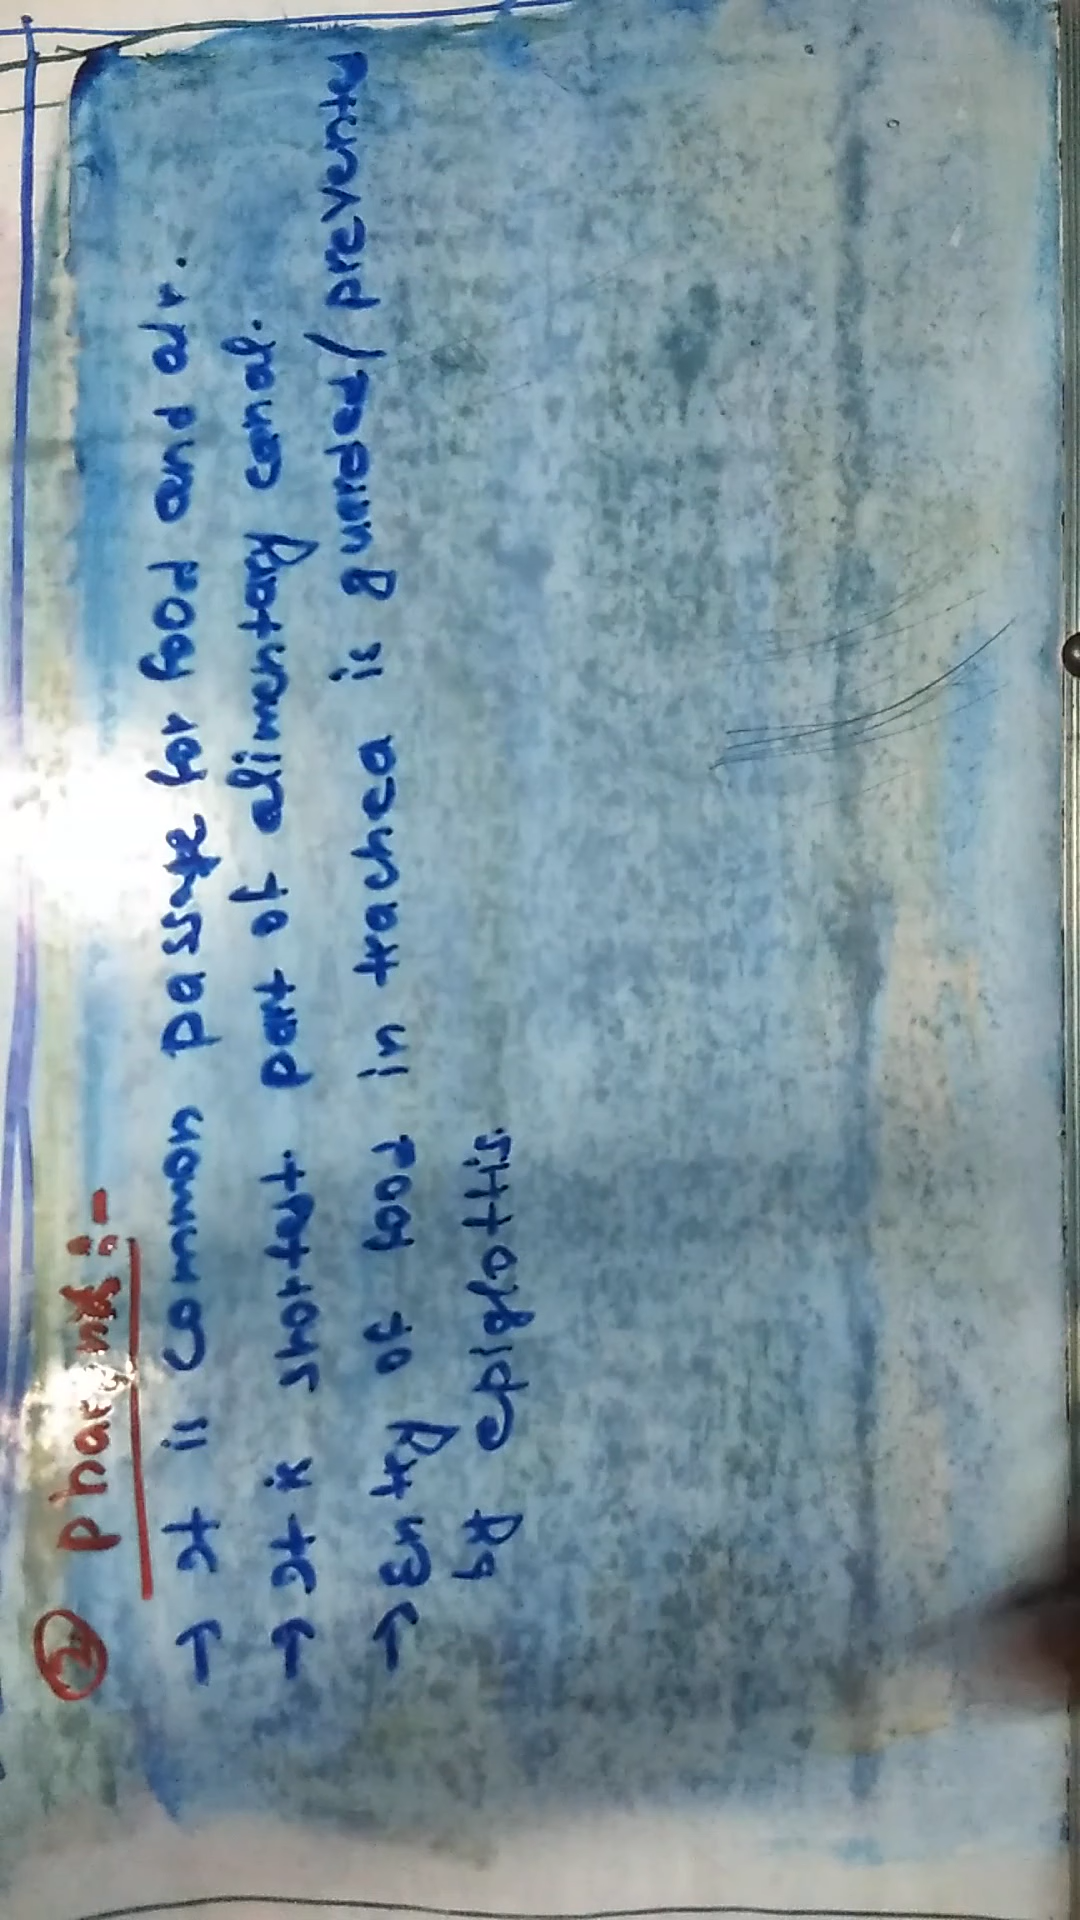 ② Pharynx :-
→ It is common passage for food and air.
→ It is shortest part of alimentary canal.
→ Entry of food in trachea is guarded/prevented
by epiglottis.